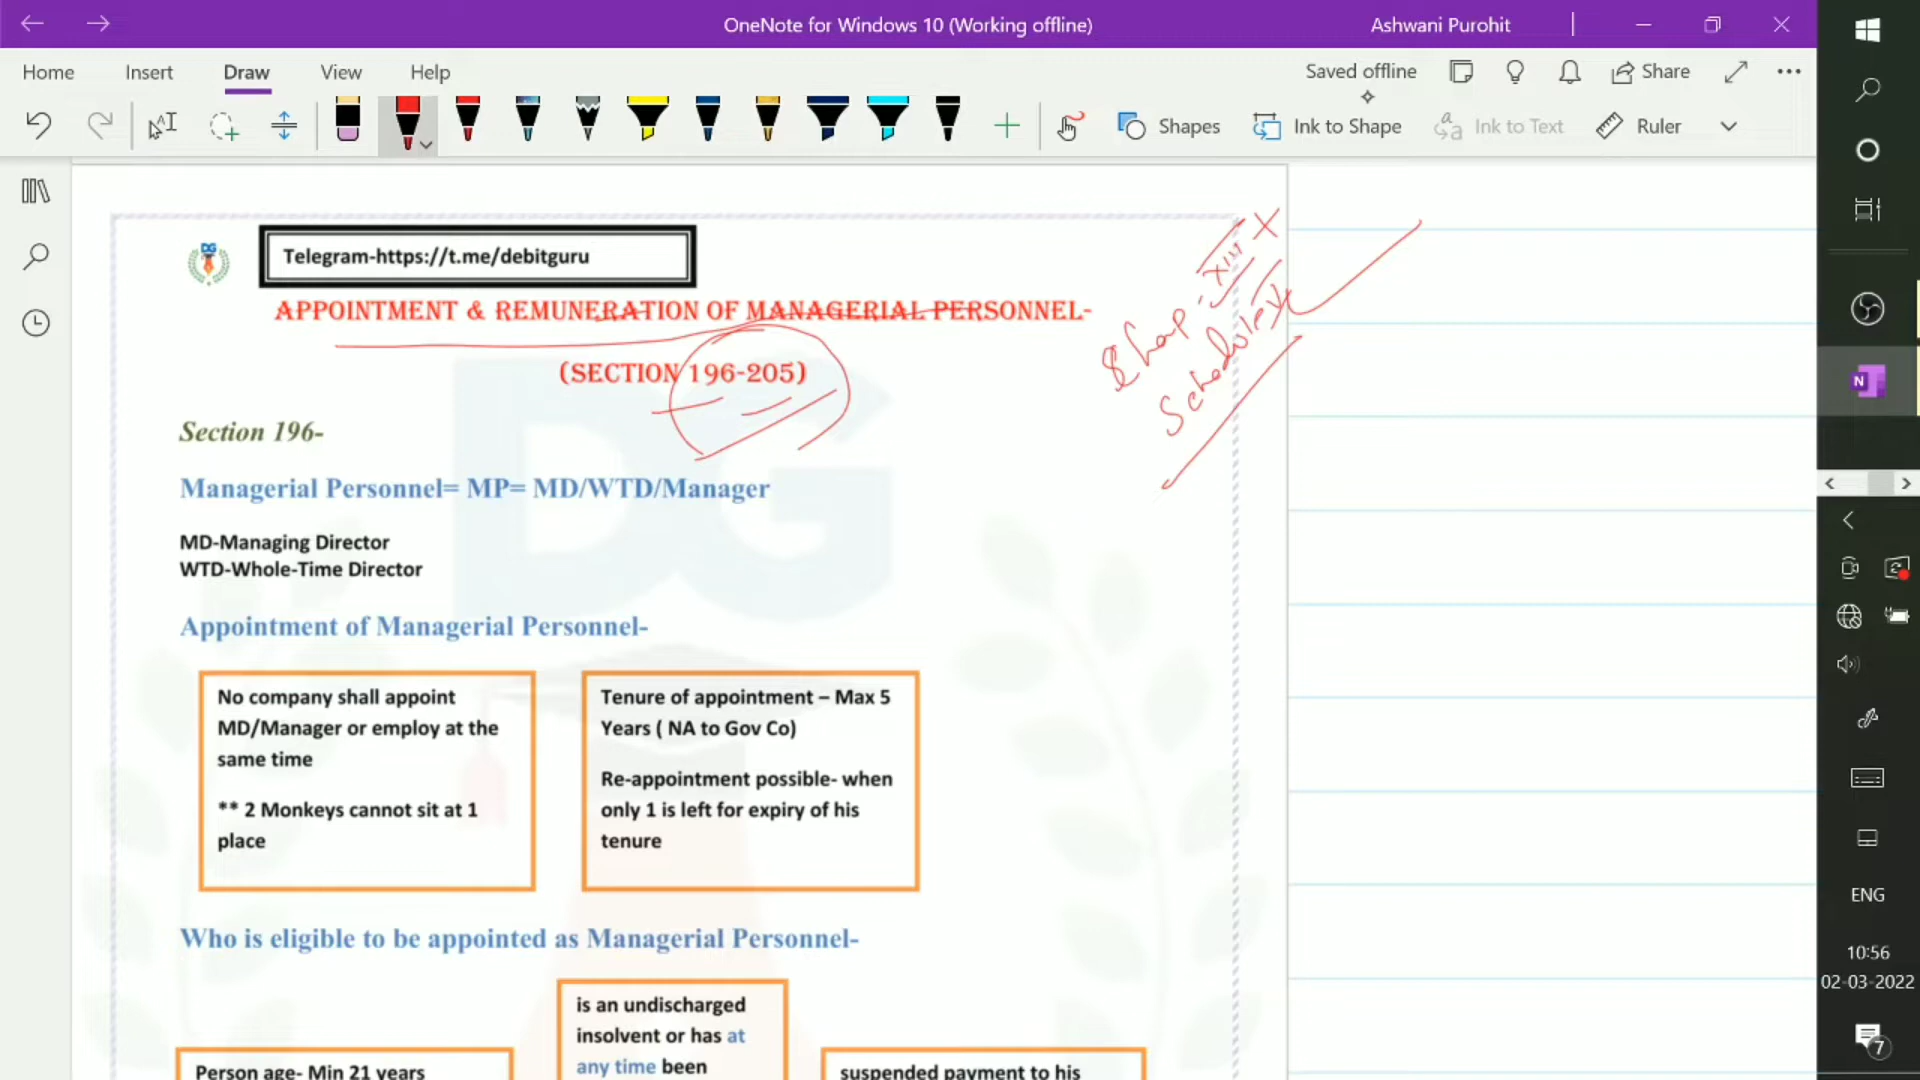 OneNote for Windows 10 (Working offline)
Ashwani Purohit
Home Insert Draw View Help
Saved offline
Share
Shapes
Ink to Shape
Ink to Text
Ruler
DG
Telegram-https://t.me/debitguru
APPOINTMENT & REMUNERATION OF MANAGERIAL PERSONNEL-
(SECTION 196-205)
Chap - XIII
Schedule
Section 196-
Managerial Personnel= MP= MD/WTD/Manager
MD-Managing Director
WTD-Whole-Time Director
Appointment of Managerial Personnel-
No company shall appoint
MD/Manager or employ at the
same time
** 2 Monkeys cannot sit at 1
place
Tenure of appointment – Max 5
Years ( NA to Gov Co)
Re-appointment possible- when
only 1 is left for expiry of his
tenure
Who is eligible to be appointed as Managerial Personnel-
Person age- Min 21 years
is an undischarged
insolvent or has at
any time been
suspended payment to his
DG
N
ENG
10:56
02-03-2022
7